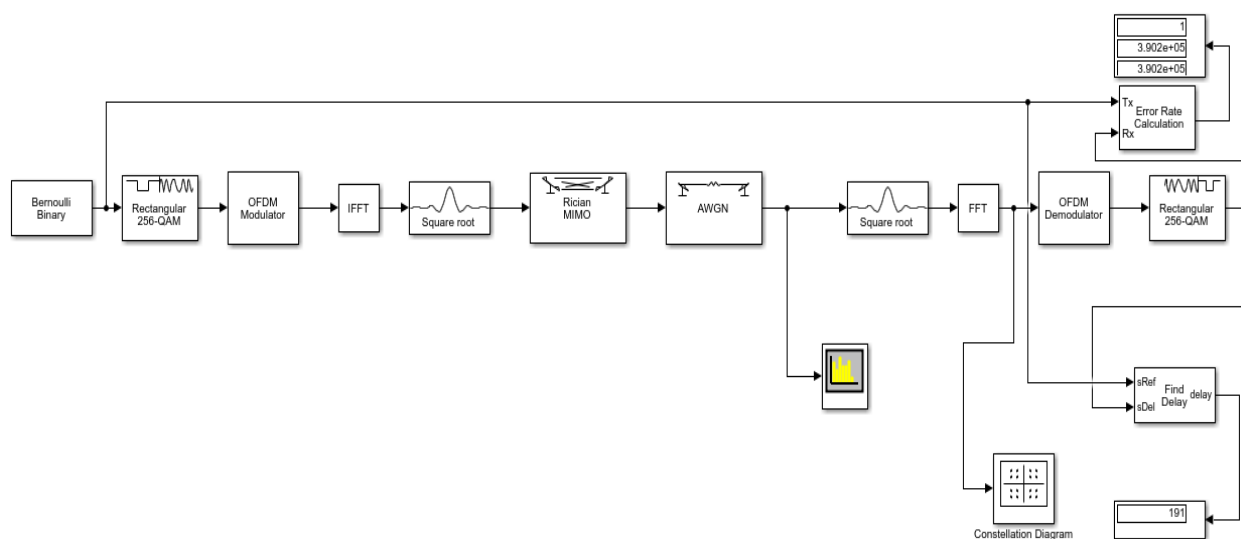 1
3.902e+05
3.902e+05
Tx
Rx
Error Rate
Calculation
Bernoulli
Binary
Rectangular
256-QAM
OFDM
Modulator
IFFT
Square root
Rician
MIMO
AWGN
Square root
FFT
OFDM
Demodulator
Rectangular
256-QAM
sRef
sDel
Find
Delay
delay
Constellation Diagram
191